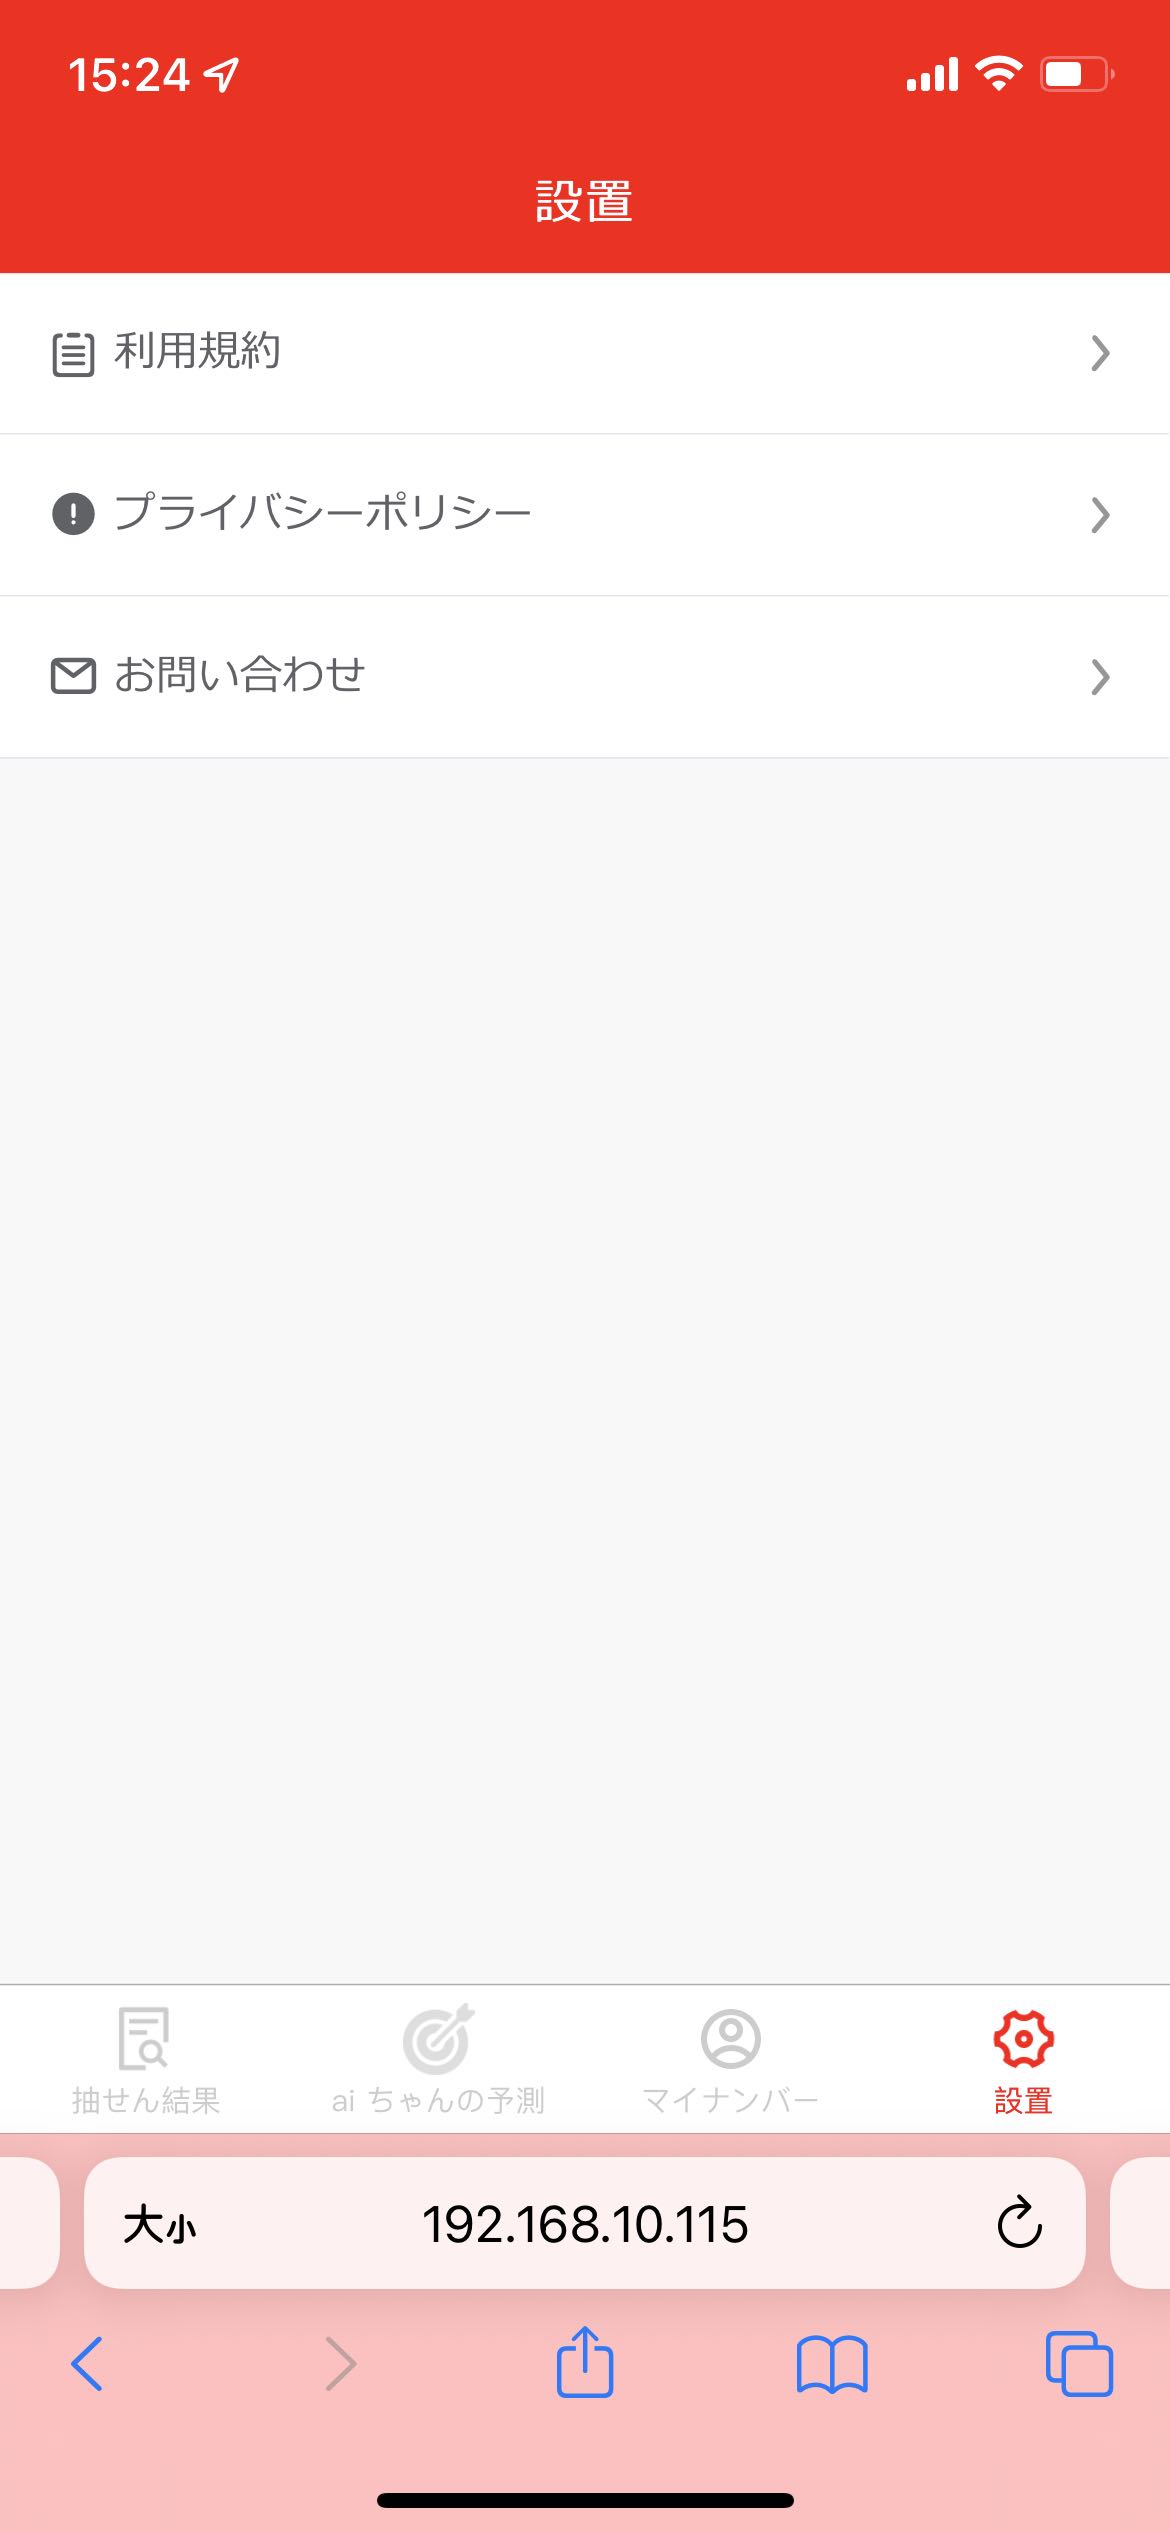 15:24
設置
利用規約
プライバシーポリシー
お問い合わせ
抽せん結果
ai ちゃんの予測
マイナンバー
設置
大小
192.168.10.115